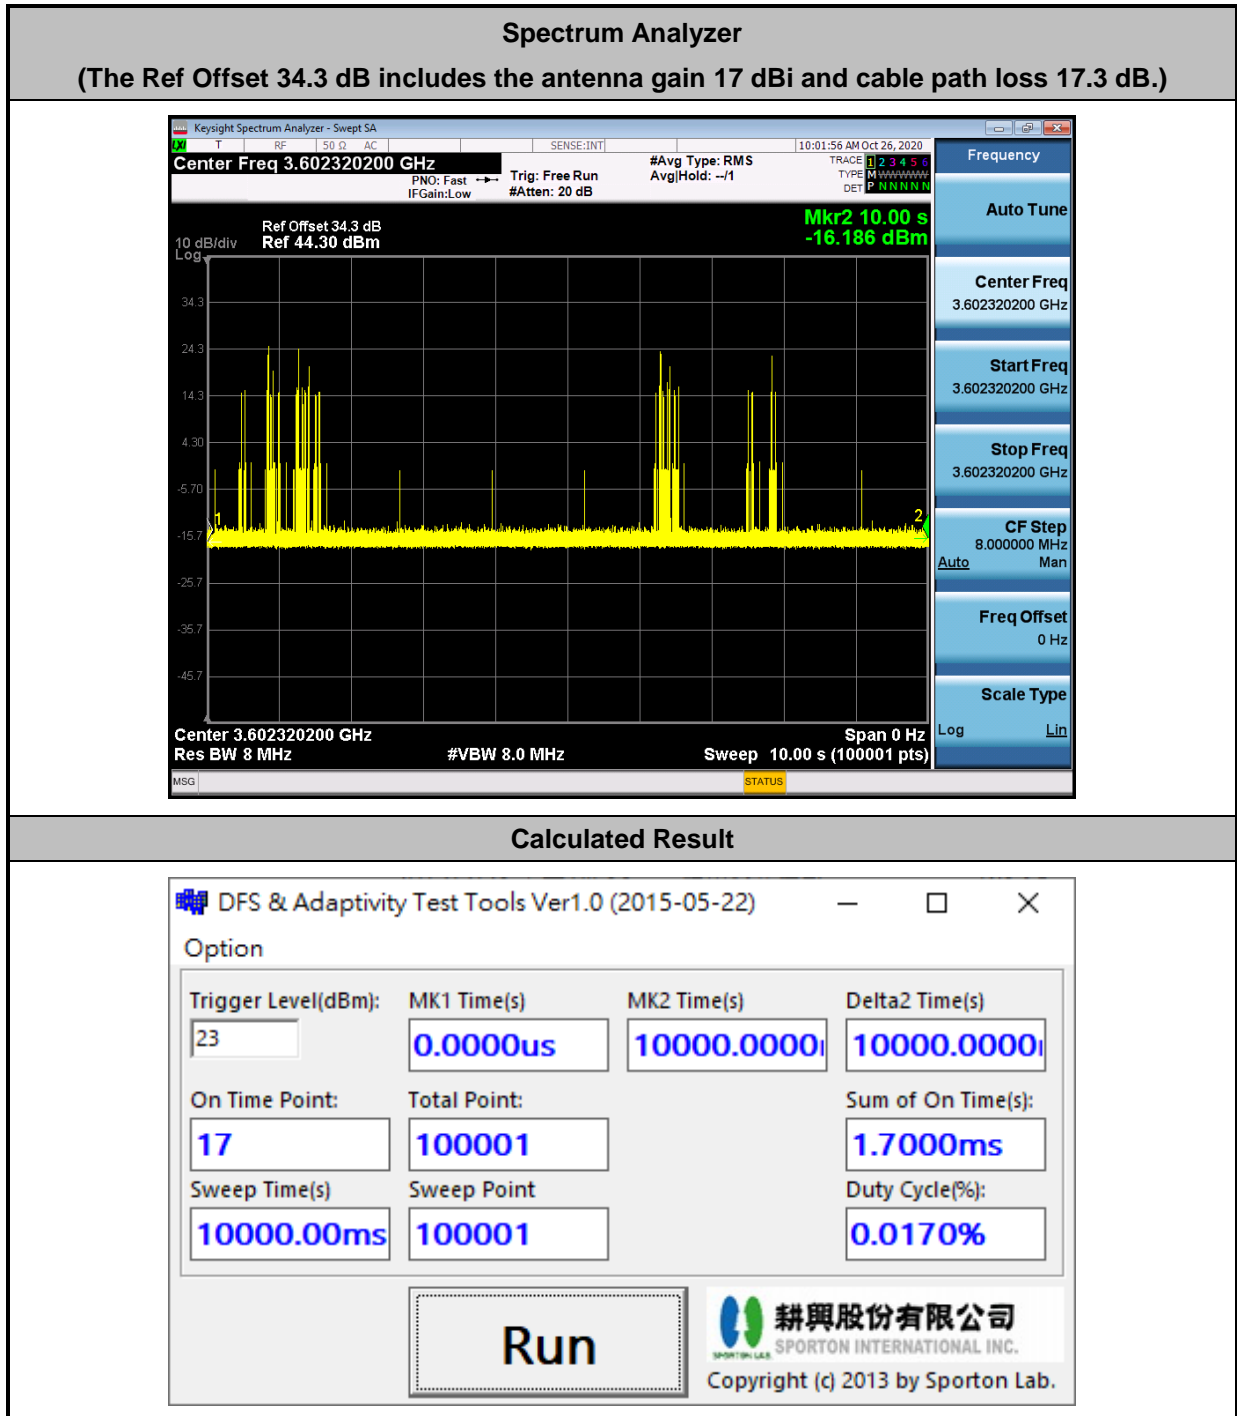 Spectrum Analyzer
(The Ref Offset 34.3 dB includes the antenna gain 17 dBi and cable path loss 17.3 dB.)
Keysight Spectrum Analyzer - Swept SA
LXI T RF 50 Ω AC SENSE:INT 10:01:56 AM Oct 26, 2020
Center Freq 3.602320200 GHz
PNO: Fast
IFGain:Low
Trig: Free Run
#Atten: 20 dB
#Avg Type: RMS
Avg|Hold: --/1
TRACE 1 2 3 4 5 6
TYPE M WWWWW
DET P N N N N N
Frequency
Auto Tune
Center Freq
3.602320200 GHz
Start Freq
3.602320200 GHz
Stop Freq
3.602320200 GHz
CF Step
8.000000 MHz
Auto Man
Freq Offset
0 Hz
Scale Type
Log Lin
Mkr2 10.00 s
-16.186 dBm
Ref Offset 34.3 dB
10 dB/div Ref 44.30 dBm
Log
34.3
24.3
14.3
4.30
-5.70
-15.7
-25.7
-35.7
-45.7
1
2
Center 3.602320200 GHz Span 0 Hz
Res BW 8 MHz #VBW 8.0 MHz Sweep 10.00 s (100001 pts)
MSG STATUS
Calculated Result
DFS & Adaptivity Test Tools Ver1.0 (2015-05-22)
Option
Trigger Level(dBm): MK1 Time(s) MK2 Time(s) Delta2 Time(s)
23 0.0000us 10000.0000 10000.0000
On Time Point: Total Point: Sum of On Time(s):
17 100001 1.7000ms
Sweep Time(s) Sweep Point Duty Cycle(%):
10000.00ms 100001 0.0170%
Run
耕興股份有限公司
SPORTON LAB. SPORTON INTERNATIONAL INC.
Copyright (c) 2013 by Sporton Lab.